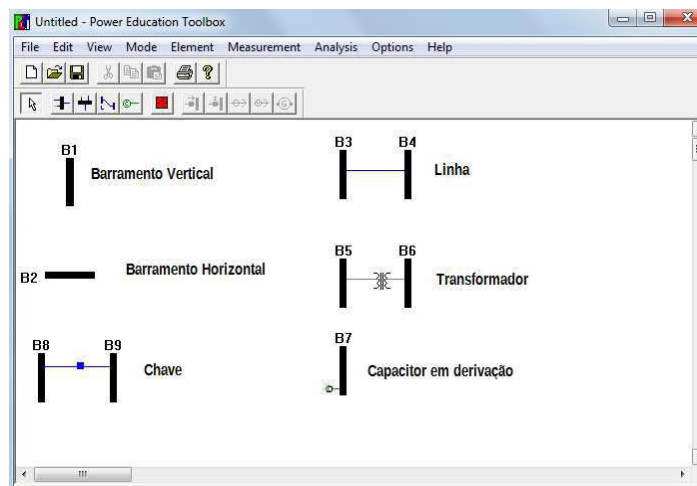 Untitled - Power Education Toolbox
File Edit View Mode Element Measurement Analysis Options Help
B1
Barramento Vertical
B3 B4
Linha
B2
Barramento Horizontal
B5 B6
Transformador
B8 B9
Chave
B7
Capacitor em derivação